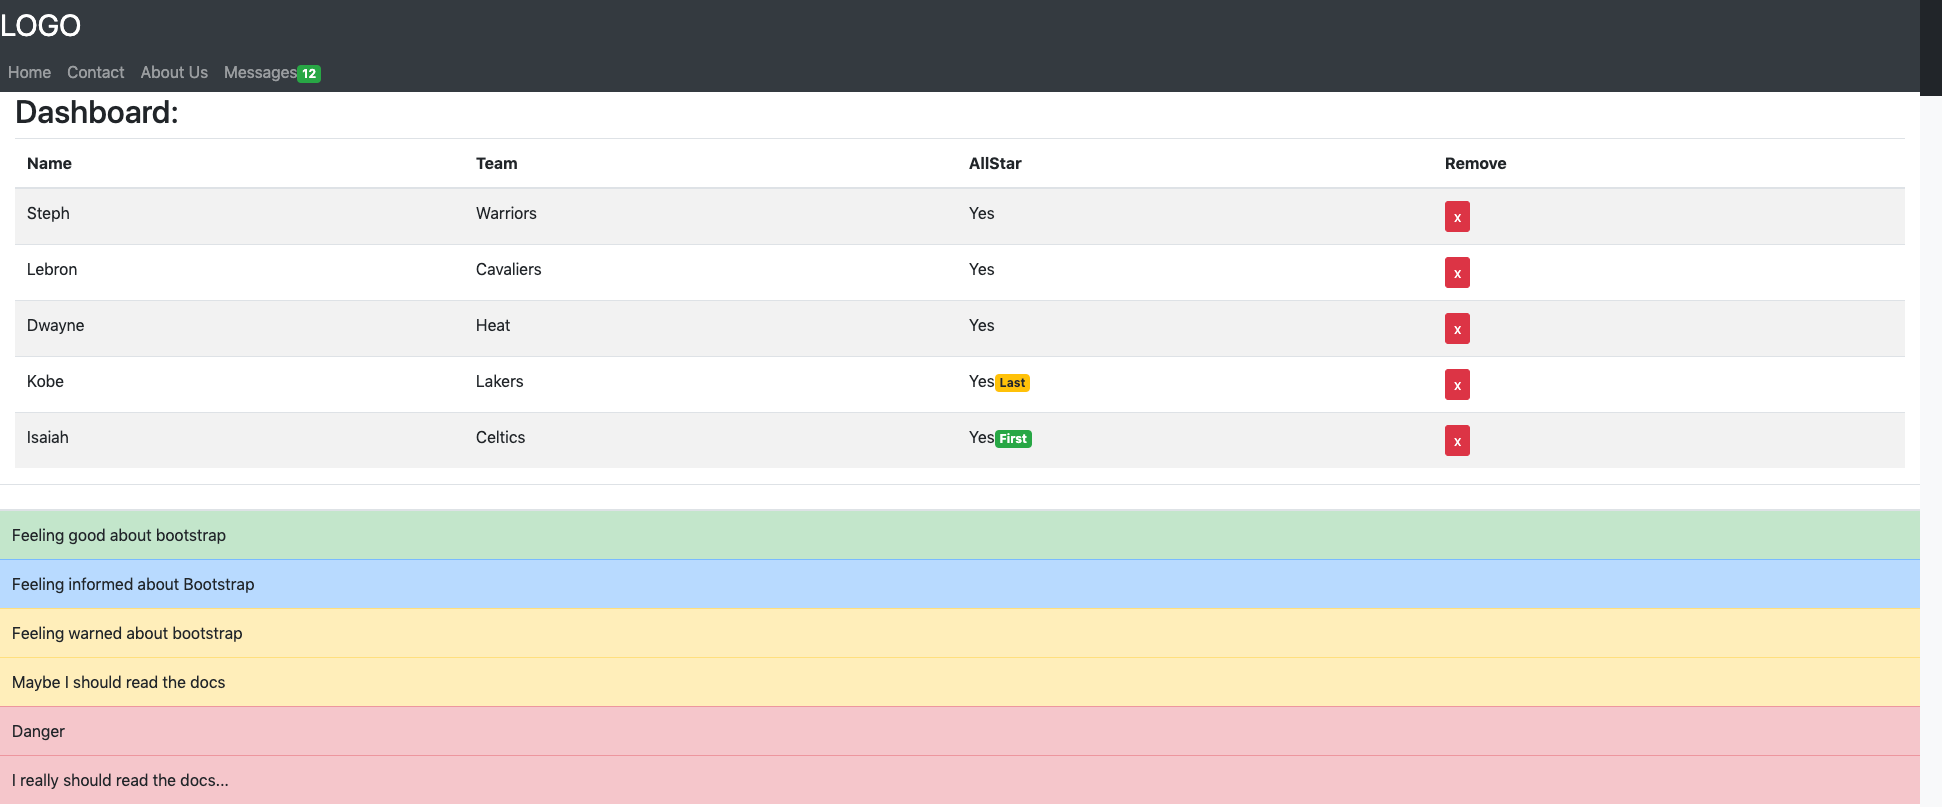 LOGO
Home Contact About Us Messages 12
Dashboard:
Name Team AllStar Remove
Steph Warriors Yes x
Lebron Cavaliers Yes x
Dwayne Heat Yes x
Kobe Lakers Yes Last x
Isaiah Celtics Yes First x
Feeling good about bootstrap
Feeling informed about Bootstrap
Feeling warned about bootstrap
Maybe I should read the docs
Danger
I really should read the docs...